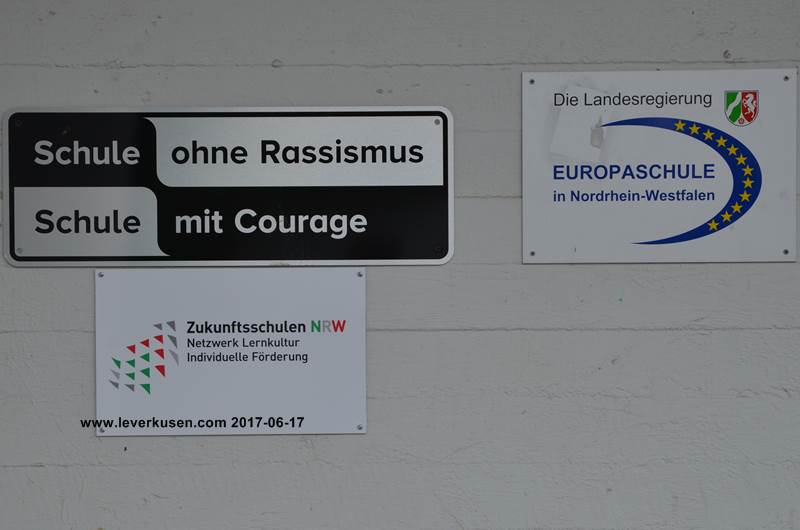 Schule ohne Rassismus
Schule mit Courage
Die Landesregierung
EUROPASCHULE
in Nordrhein-Westfalen
Zukunftsschulen NRW
Netzwerk Lernkultur
Individuelle Förderung
www.leverkusen.com 2017-06-17